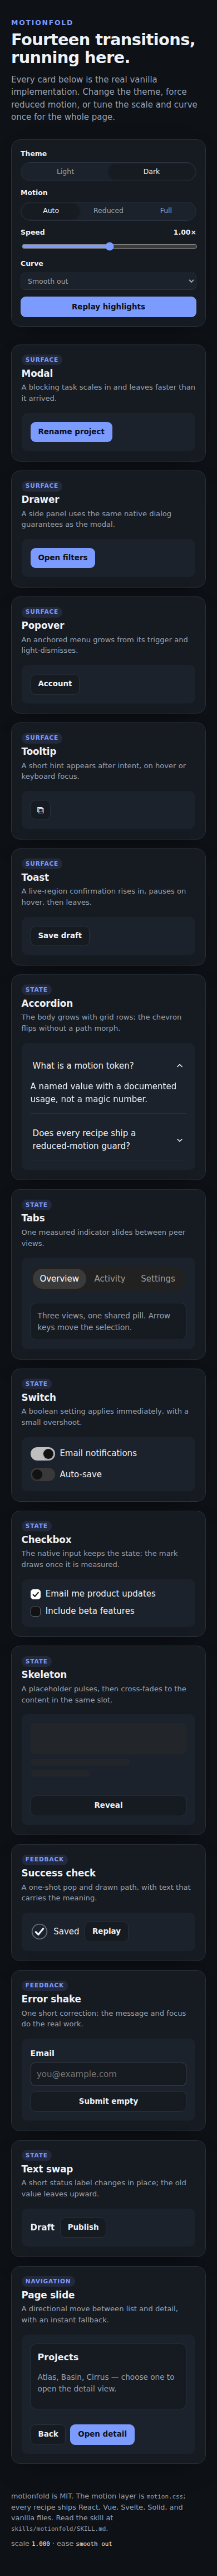 MOTIONFOLD
Fourteen transitions,
running here.
Every card below is the real vanilla
implementation. Change the theme, force
reduced motion, or tune the scale and curve
once for the whole page.
Theme
Light Dark
Motion
Auto Reduced Full
Speed 1.00×
Curve
Smooth out
Replay highlights
SURFACE
Modal
A blocking task scales in and leaves faster than
it arrived.
Rename project
SURFACE
Drawer
A side panel uses the same native dialog
guarantees as the modal.
Open filters
SURFACE
Popover
An anchored menu grows from its trigger and
light-dismisses.
Account
SURFACE
Tooltip
A short hint appears after intent, on hover or
keyboard focus.
SURFACE
Toast
A live-region confirmation rises in, pauses on
hover, then leaves.
Save draft
STATE
Accordion
The body grows with grid rows; the chevron
flips without a path morph.
What is a motion token?
A named value with a documented
usage, not a magic number.
Does every recipe ship a
reduced-motion guard?
STATE
Tabs
One measured indicator slides between peer
views.
Overview Activity Settings
Three views, one shared pill. Arrow
keys move the selection.
STATE
Switch
A boolean setting applies immediately, with a
small overshoot.
Email notifications
Auto-save
STATE
Checkbox
The native input keeps the state; the mark
draws once it is measured.
Email me product updates
Include beta features
STATE
Skeleton
A placeholder pulses, then cross-fades to the
content in the same slot.
Reveal
FEEDBACK
Success check
A one-shot pop and drawn path, with text that
carries the meaning.
Saved Replay
FEEDBACK
Error shake
One short correction; the message and focus
do the real work.
Email
you@example.com
Submit empty
STATE
Text swap
A short status label changes in place; the old
value leaves upward.
Draft Publish
NAVIGATION
Page slide
A directional move between list and detail,
with an instant fallback.
Projects
Atlas, Basin, Cirrus — choose one to
open the detail view.
Back Open detail
motionfold is MIT. The motion layer is motion.css;
every recipe ships React, Vue, Svelte, Solid, and
vanilla files. Read the skill at
skills/motionfold/SKILL.md.
scale 1.000 · ease smooth out